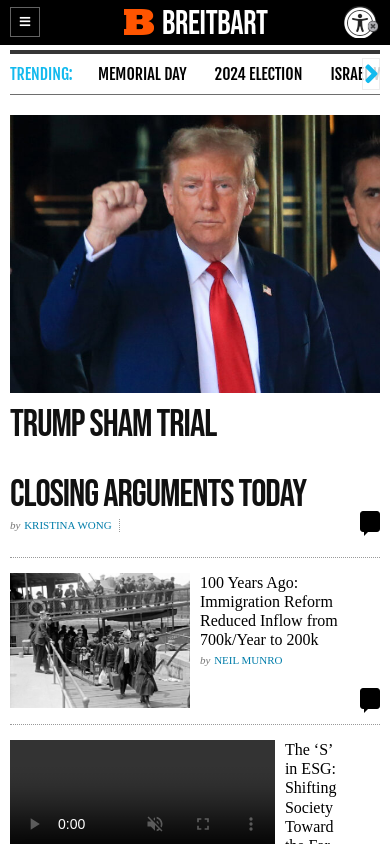 BREITBART
TRENDING:
MEMORIAL DAY
2024 ELECTION
ISRAE
TRUMP SHAM TRIAL
CLOSING ARGUMENTS TODAY
by KRISTINA WONG
100 Years Ago:
Immigration Reform
Reduced Inflow from
700k/Year to 200k
by NEIL MUNRO
0:00
The ‘S’
in ESG:
Shifting
Society
Toward
the Far